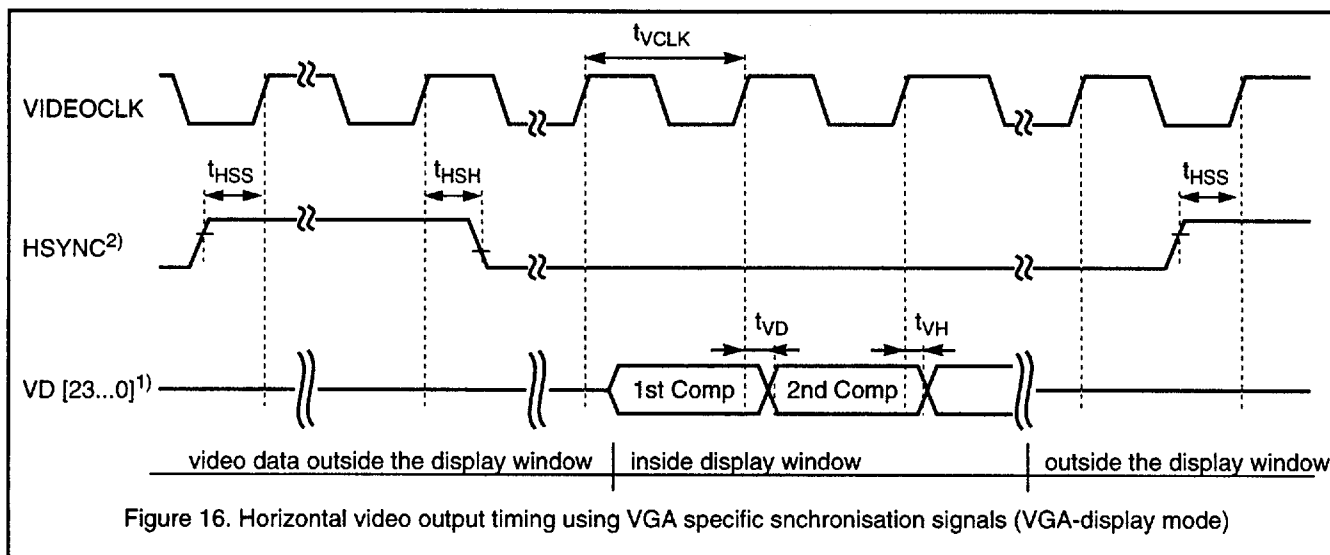 tVCLK
VIDEOCLK
tHSS
tHSH
tHSS
HSYNC2)
tVD
tVH
VD [23...0]1)
1st Comp
2nd Comp
video data outside the display window
inside display window
outside the display window
Figure 16. Horizontal video output timing using VGA specific snchronisation signals (VGA-display mode)